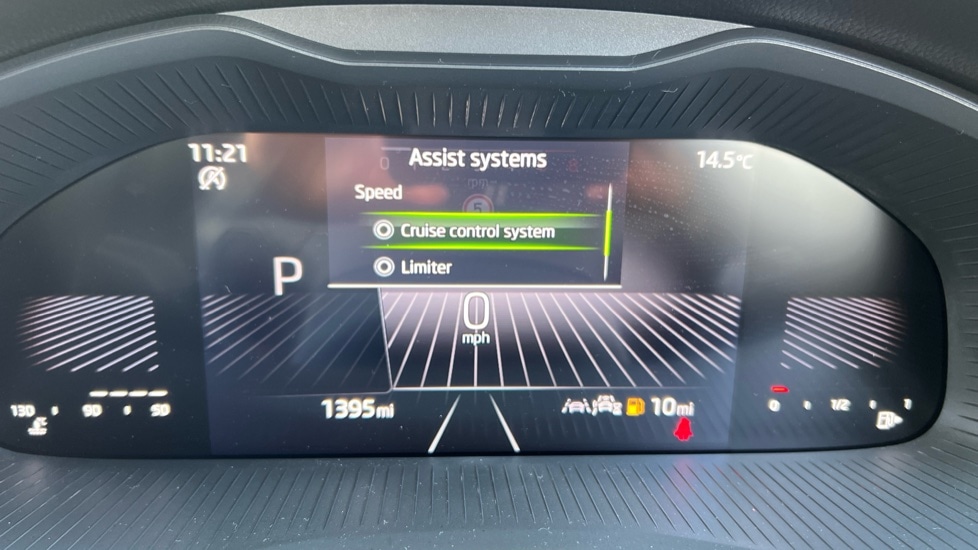 11:21
Assist systems
14.5°C
Speed
5
Cruise control system
P
Limiter
0
mph
130 90 50
0 1/2 1
1395mi
10mi